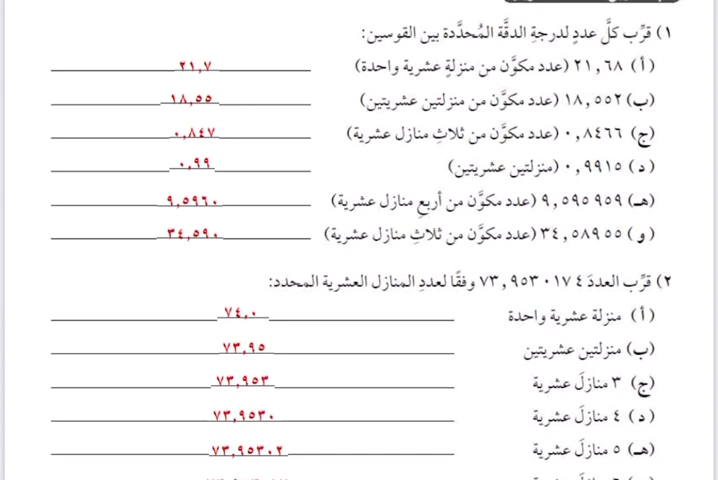 ١) قرِّب كلَّ عددٍ لدرجةِ الدقَّة المُحدَّدة بين القوسين:
(أ) ٢١,٦٨ (عدد مكوَّن من منزلةٍ عشرية واحدة) ٢١,٧
(ب) ١٨,٥٥٢ (عدد مكوَّن من منزلتين عشريتين) ١٨,٥٥
(ج) ٠,٨٤٦٦ (عدد مكوَّن من ثلاثِ منازل عشرية) ٠,٨٤٧
(د) ٠,٩٩١٥ (منزلتين عشريتين) ٠,٩٩
(هـ) ٩,٥٩٥٩٥٩ (عدد مكوَّن من أربعِ منازل عشرية) ٩,٥٩٦٠
(و) ٣٤,٥٨٩٥٥ (عدد مكوَّن من ثلاثِ منازل عشرية) ٣٤,٥٩٠
٢) قرِّب العددَ ٧٣,٩٥٣٠١٧٤ وفقًا لعددِ المنازل العشرية المحدد:
(أ) منزلة عشرية واحدة ٧٤,٠
(ب) منزلتين عشريتين ٧٣,٩٥
(ج) ٣ منازلَ عشرية ٧٣,٩٥٣
(د) ٤ منازلَ عشرية ٧٣,٩٥٣٠
(هـ) ٥ منازلَ عشرية ٧٣,٩٥٣٠٢